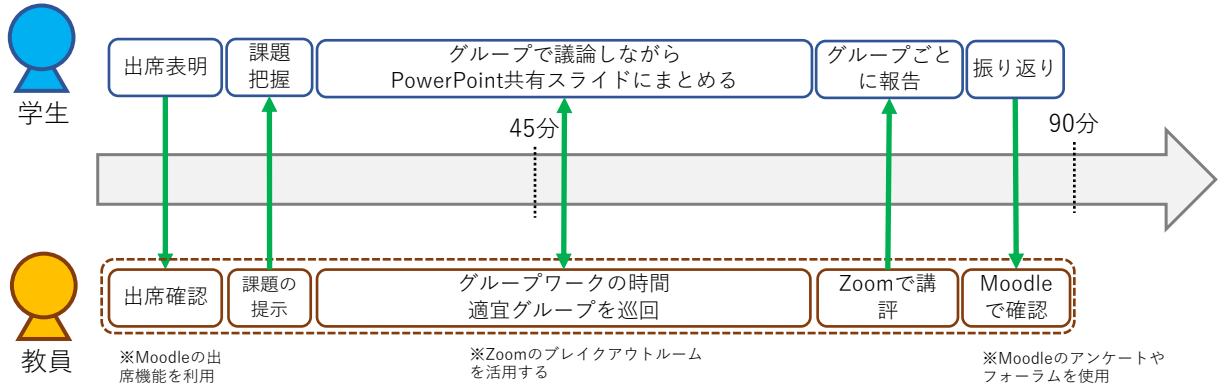 出席表明
課題
把握
グループで議論しながら
PowerPoint共有スライドにまとめる
グループごと
に報告
振り返り
学生
45分
90分
出席確認
課題の
提示
グループワークの時間
適宜グループを巡回
Zoomで講
評
Moodle
で確認
教員
※Moodleの出
席機能を利用
※Zoomのブレイクアウトルーム
を活用する
※Moodleのアンケートや
フォーラムを使用